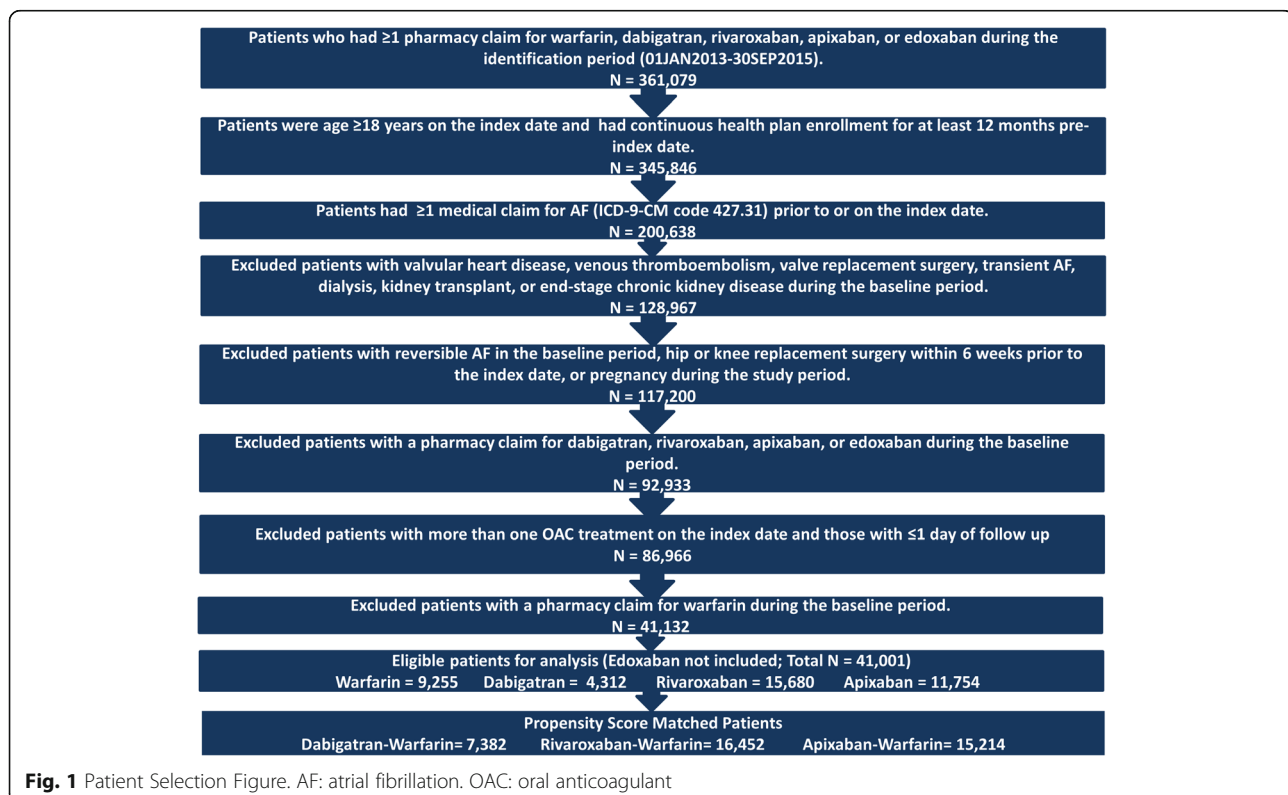 Patients who had ≥1 pharmacy claim for warfarin, dabigatran, rivaroxaban, apixaban, or edoxaban during the
identification period (01JAN2013-30SEP2015).
N = 361,079
Patients were age ≥18 years on the index date and had continuous health plan enrollment for at least 12 months pre-
index date.
N = 345,846
Patients had ≥1 medical claim for AF (ICD-9-CM code 427.31) prior to or on the index date.
N = 200,638
Excluded patients with valvular heart disease, venous thromboembolism, valve replacement surgery, transient AF,
dialysis, kidney transplant, or end-stage chronic kidney disease during the baseline period.
N = 128,967
Excluded patients with reversible AF in the baseline period, hip or knee replacement surgery within 6 weeks prior to
the index date, or pregnancy during the study period.
N = 117,200
Excluded patients with a pharmacy claim for dabigatran, rivaroxaban, apixaban, or edoxaban during the baseline
period.
N = 92,933
Excluded patients with more than one OAC treatment on the index date and those with ≤1 day of follow up
N = 86,966
Excluded patients with a pharmacy claim for warfarin during the baseline period.
N = 41,132
Eligible patients for analysis (Edoxaban not included; Total N = 41,001)
Warfarin = 9,255 Dabigatran = 4,312 Rivaroxaban = 15,680 Apixaban = 11,754
Propensity Score Matched Patients
Dabigatran-Warfarin= 7,382 Rivaroxaban-Warfarin= 16,452 Apixaban-Warfarin= 15,214
Fig. 1 Patient Selection Figure. AF: atrial fibrillation. OAC: oral anticoagulant